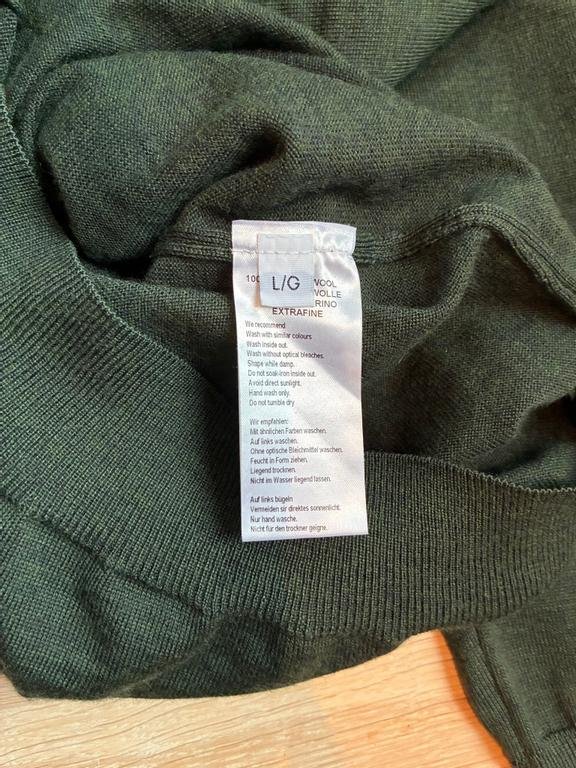 L/G
100 WOOL
WOLLE
RINO
EXTRAFINE
We recommend
Wash with similar colours
Wash inside out.
Wash without optical bleaches.
Shape while damp.
Do not soak-iron inside out.
Avoid direct sunlight.
Hand wash only.
Do not tumble dry
Wir empfahlen:
Mit ähnlichen Farben waschen.
Auf links waschen.
Ohne optische Bleichmittel waschen.
Feucht in Form ziehen.
Liegend trocknen.
Nicht im Wasser liegend lassen.
Auf links bügeln
Vermeiden sir direktes sonnenlicht.
Nur hand wasche.
Nicht für den trockner geigne.